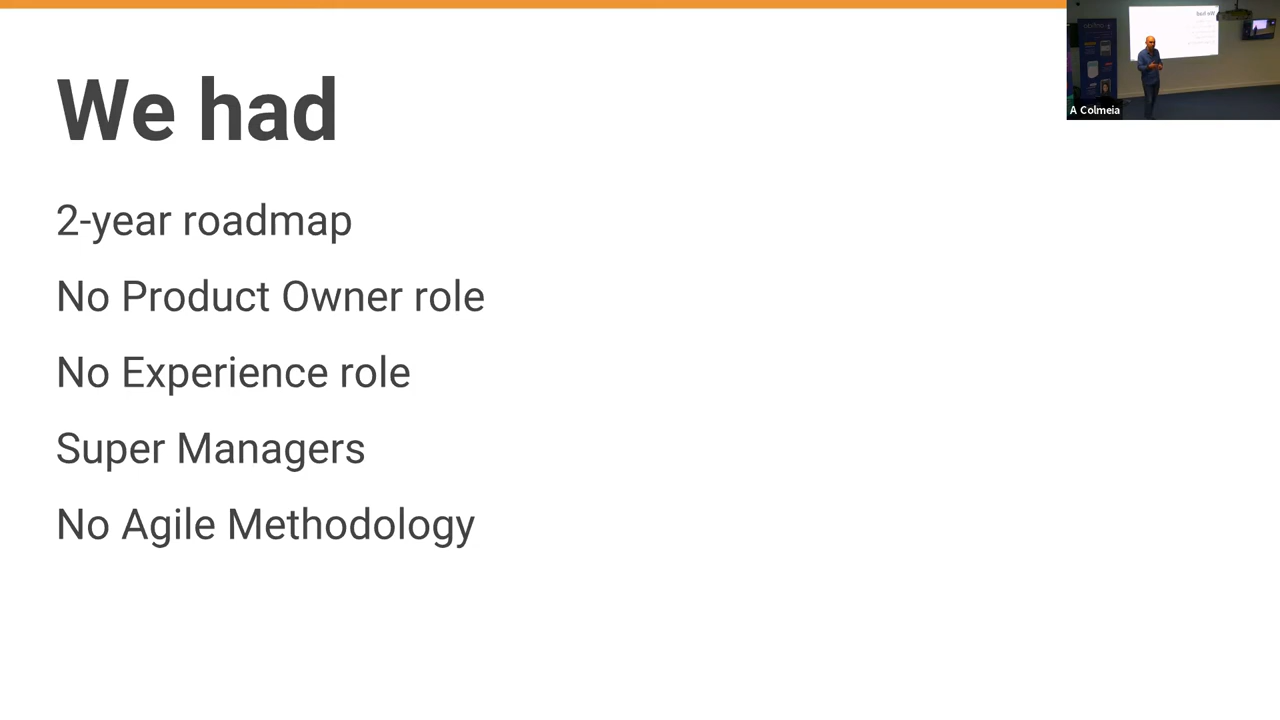 We had
2-year roadmap
No Product Owner role
No Experience role
Super Managers
No Agile Methodology
A Colmeia